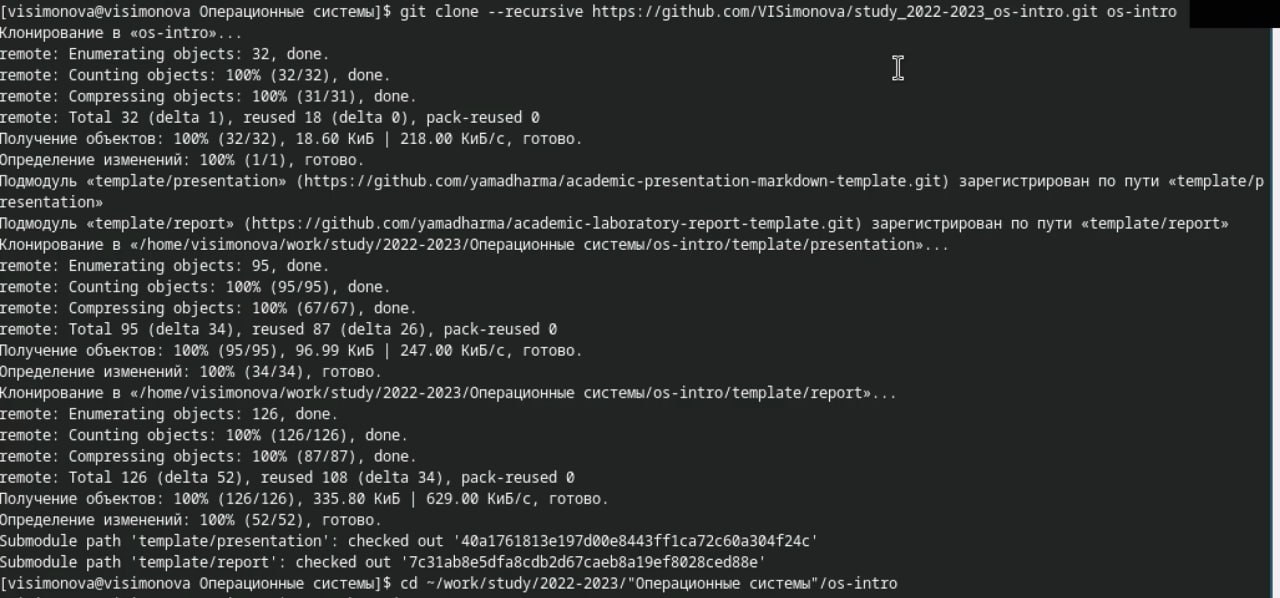 [visimonova@visimonova Операционные системы]$ git clone --recursive https://github.com/VISimonova/study_2022-2023_os-intro.git os-intro
Клонирование в «os-intro»...
remote: Enumerating objects: 32, done.
remote: Counting objects: 100% (32/32), done.
remote: Compressing objects: 100% (31/31), done.
remote: Total 32 (delta 1), reused 18 (delta 0), pack-reused 0
Получение объектов: 100% (32/32), 18.60 КиБ | 218.00 КиБ/с, готово.
Определение изменений: 100% (1/1), готово.
Подмодуль «template/presentation» (https://github.com/yamadharma/academic-presentation-markdown-template.git) зарегистрирован по пути «template/p
resentation»
Подмодуль «template/report» (https://github.com/yamadharma/academic-laboratory-report-template.git) зарегистрирован по пути «template/report»
Клонирование в «/home/visimonova/work/study/2022-2023/Операционные системы/os-intro/template/presentation»...
remote: Enumerating objects: 95, done.
remote: Counting objects: 100% (95/95), done.
remote: Compressing objects: 100% (67/67), done.
remote: Total 95 (delta 34), reused 87 (delta 26), pack-reused 0
Получение объектов: 100% (95/95), 96.99 КиБ | 247.00 КиБ/с, готово.
Определение изменений: 100% (34/34), готово.
Клонирование в «/home/visimonova/work/study/2022-2023/Операционные системы/os-intro/template/report»...
remote: Enumerating objects: 126, done.
remote: Counting objects: 100% (126/126), done.
remote: Compressing objects: 100% (87/87), done.
remote: Total 126 (delta 52), reused 108 (delta 34), pack-reused 0
Получение объектов: 100% (126/126), 335.80 КиБ | 629.00 КиБ/с, готово.
Определение изменений: 100% (52/52), готово.
Submodule path 'template/presentation': checked out '40a1761813e197d00e8443ff1ca72c60a304f24c'
Submodule path 'template/report': checked out '7c31ab8e5dfa8cdb2d67caeb8a19ef8028ced88e'
[visimonova@visimonova Операционные системы]$ cd ~/work/study/2022-2023/"Операционные системы"/os-intro